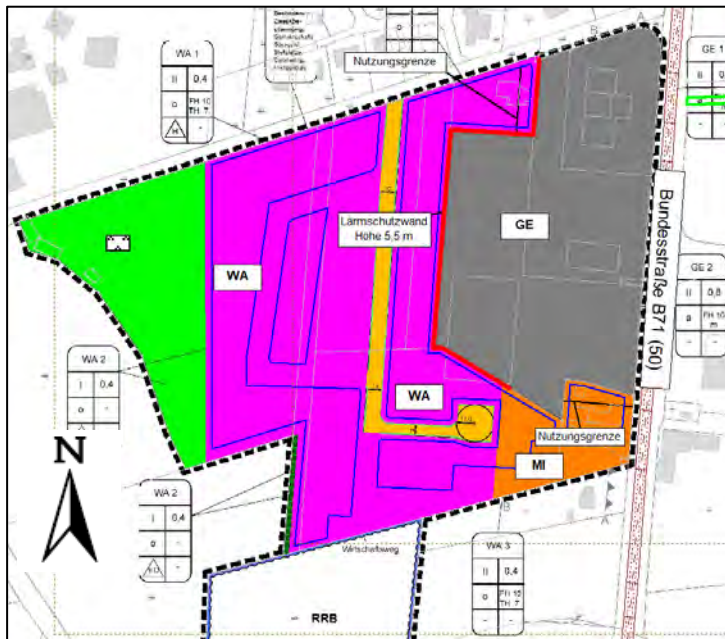 WA 1
II 0,4
o FH 10
TH 7
H -
Nutzungsgrenze
B
A
GE 1
II
Bundesstraße B71 (50)
Lärmschutzwand
Höhe 5,5 m
GE
WA
GE 2
II 0,8
FH 10
m
WA 2
I 0,4
o -
WA
Nutzungsgrenze
MI
N
WA 2
I 0,4
o -
-
B
A
Wirtschaftsweg
WA 3
II 0,4
o FH 10
TH 7
- -
RRB